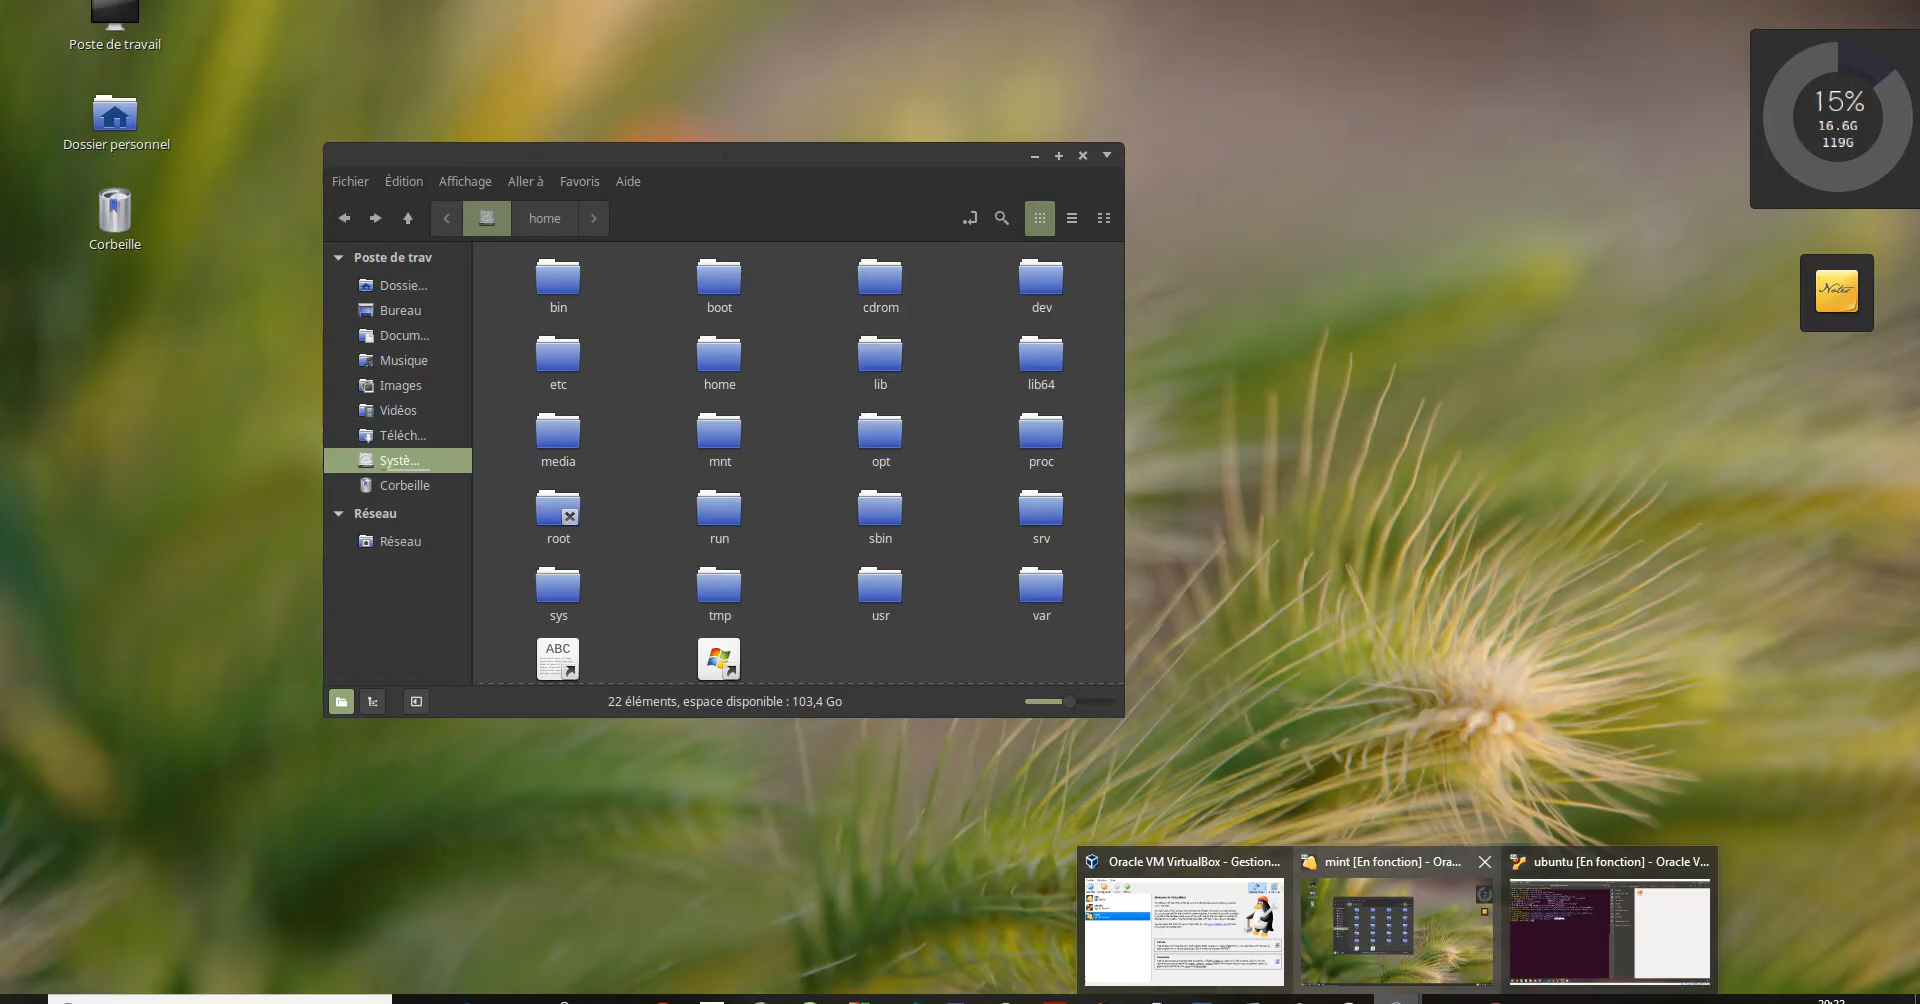 Poste de travail
Dossier personnel
Corbeille
15%
16.6G
119G
Notes
Fichier Édition Affichage Aller à Favoris Aide
home
Poste de trav
Dossie...
Bureau
Docum...
Musique
Images
Vidéos
Téléch...
Systè...
Corbeille
Réseau
Réseau
bin boot cdrom dev
etc home lib lib64
media mnt opt proc
root run sbin srv
sys tmp usr var
ABC
22 éléments, espace disponible : 103,4 Go
Oracle VM VirtualBox - Gestion... mint [En fonction] - Ora... ubuntu [En fonction] - Oracle V...